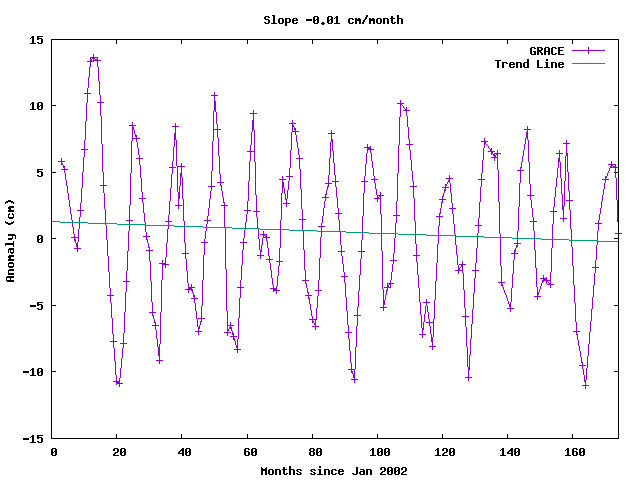 Slope -0.01 cm/month
GRACE
Trend Line
Anomaly (cm)
15
10
5
0
-5
-10
-15
0 20 40 60 80 100 120 140 160
Months since Jan 2002